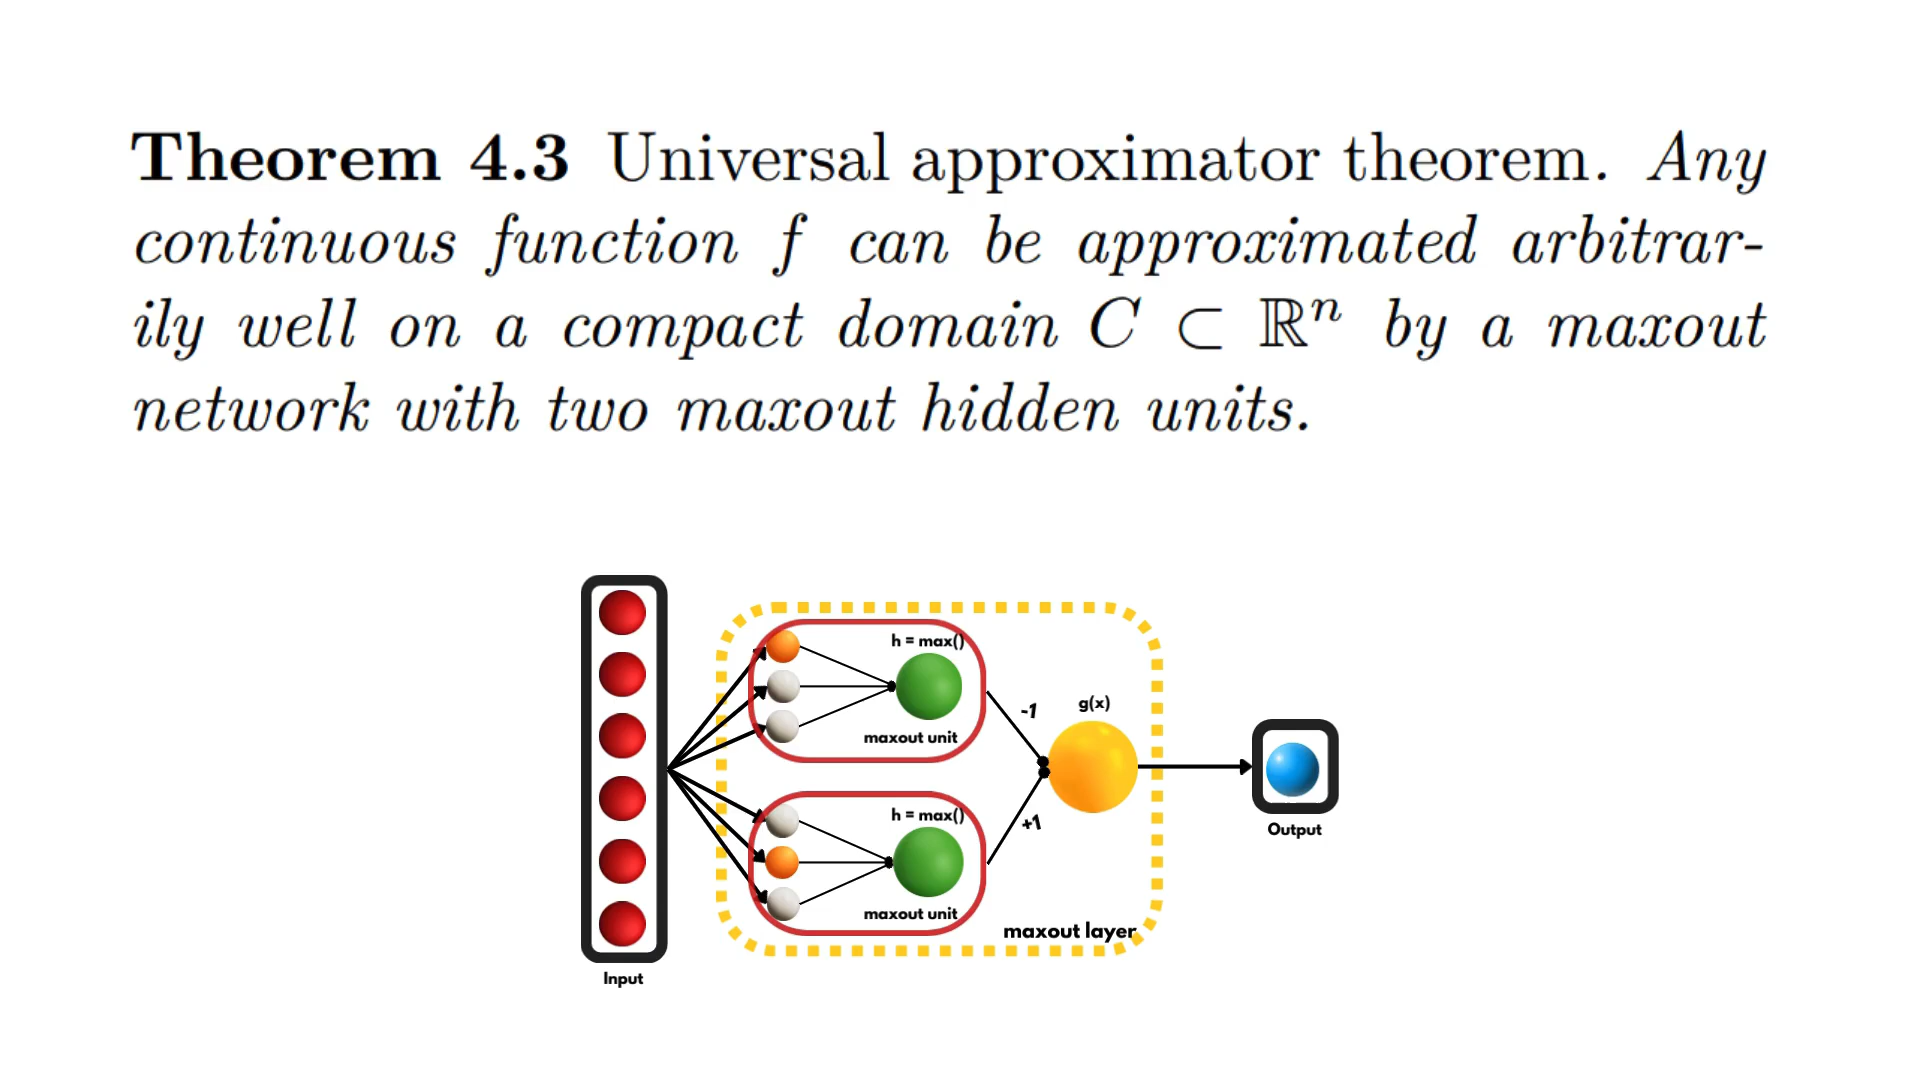 Theorem 4.3 Universal approximator theorem. Any
continuous function f can be approximated arbitrar-
ily well on a compact domain C ⊂ ℝⁿ by a maxout
network with two maxout hidden units.
h = max()
maxout unit
-1
g(x)
h = max()
+1
maxout unit
maxout layer
Output
Input